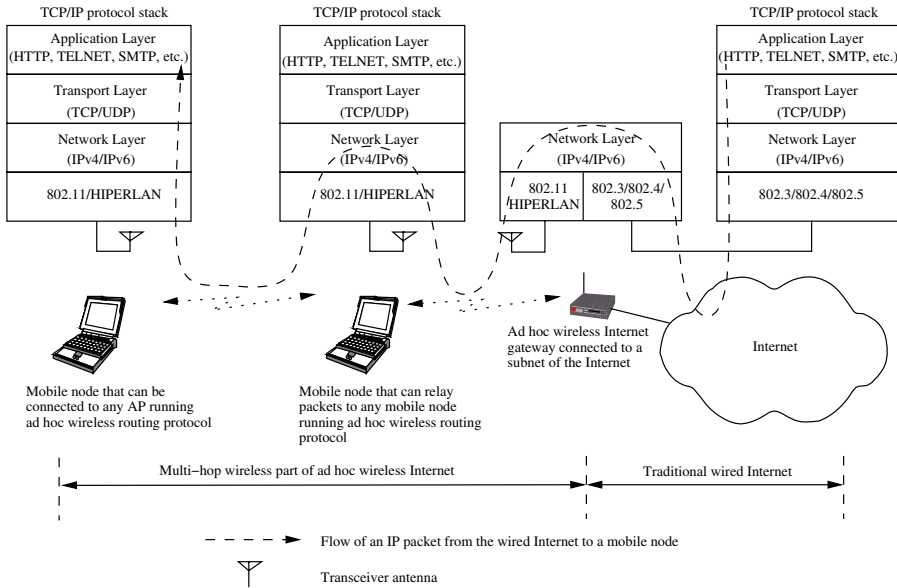 TCP/IP protocol stack
Application Layer
(HTTP, TELNET, SMTP, etc.)
Transport Layer
(TCP/UDP)
Network Layer
(IPv4/IPv6)
802.11/HIPERLAN
TCP/IP protocol stack
Application Layer
(HTTP, TELNET, SMTP, etc.)
Transport Layer
(TCP/UDP)
Network Layer
(IPv4/IPv6)
802.11/HIPERLAN
Network Layer
(IPv4/IPv6)
802.11
HIPERLAN
802.3/802.4/
802.5
TCP/IP protocol stack
Application Layer
(HTTP, TELNET, SMTP, etc.)
Transport Layer
(TCP/UDP)
Network Layer
(IPv4/IPv6)
802.3/802.4/802.5
Mobile node that can be
connected to any AP running
ad hoc wireless routing protocol
Mobile node that can relay
packets to any mobile node
running ad hoc wireless routing
protocol
Ad hoc wireless Internet
gateway connected to a
subnet of the Internet
Internet
Multi−hop wireless part of ad hoc wireless Internet
Traditional wired Internet
Flow of an IP packet from the wired Internet to a mobile node
Transceiver antenna